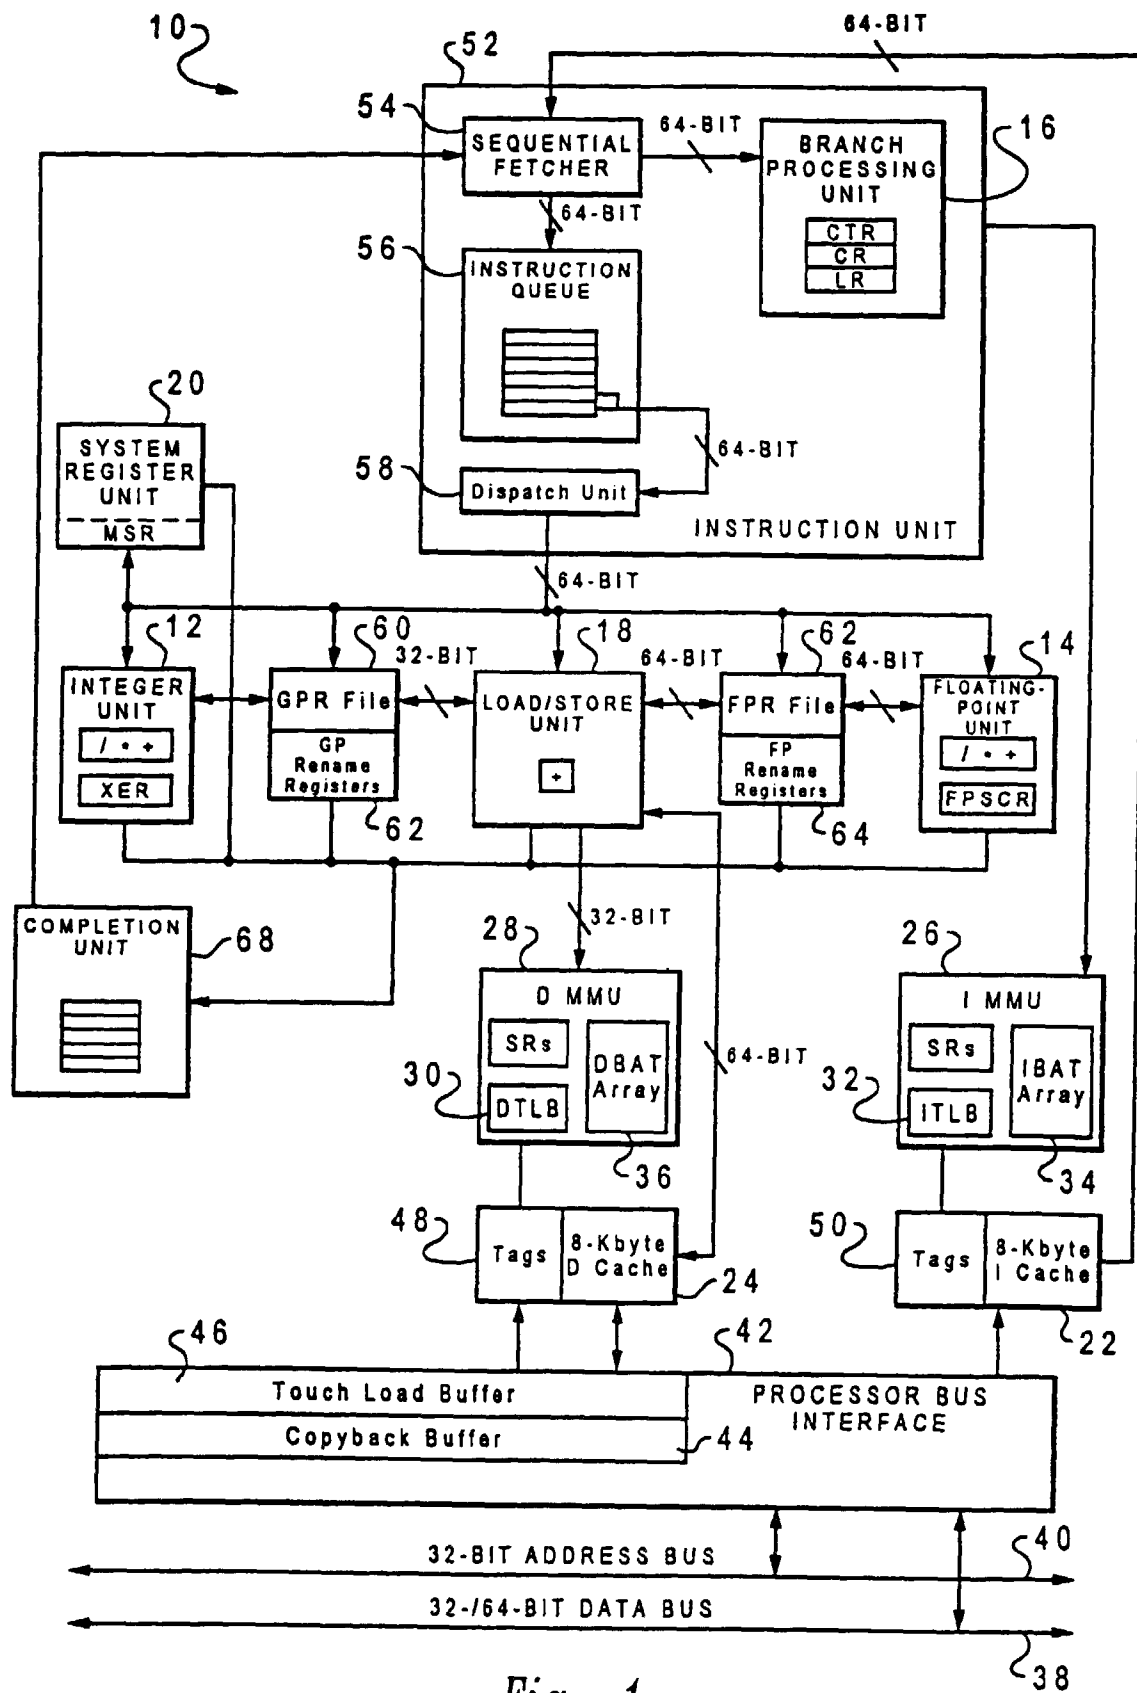 10
64-BIT
52
54
SEQUENTIAL
FETCHER
64-BIT
BRANCH
PROCESSING
UNIT
16
CTR
CR
LR
64-BIT
56
INSTRUCTION
QUEUE
20
SYSTEM
REGISTER
UNIT
MSR
64-BIT
58
Dispatch Unit
INSTRUCTION UNIT
64-BIT
12
60
32-BIT
18
64-BIT
62
64-BIT
14
INTEGER
UNIT
/ * +
XER
GPR File
GP
Rename
Registers
62
LOAD/STORE
UNIT
+
FPR File
FP
Rename
Registers
64
FLOATING-
POINT
UNIT
/ * +
FPSCR
COMPLETION
UNIT
68
32-BIT
28
D MMU
SRs
DBAT
Array
30
DTLB
36
64-BIT
26
I MMU
SRs
IBAT
Array
32
ITLB
34
48
Tags
8-Kbyte
D Cache
24
50
Tags
8-Kbyte
I Cache
22
46
42
Touch Load Buffer
Copyback Buffer
44
PROCESSOR BUS
INTERFACE
32-BIT ADDRESS BUS
40
32-/64-BIT DATA BUS
38
Fig. 1